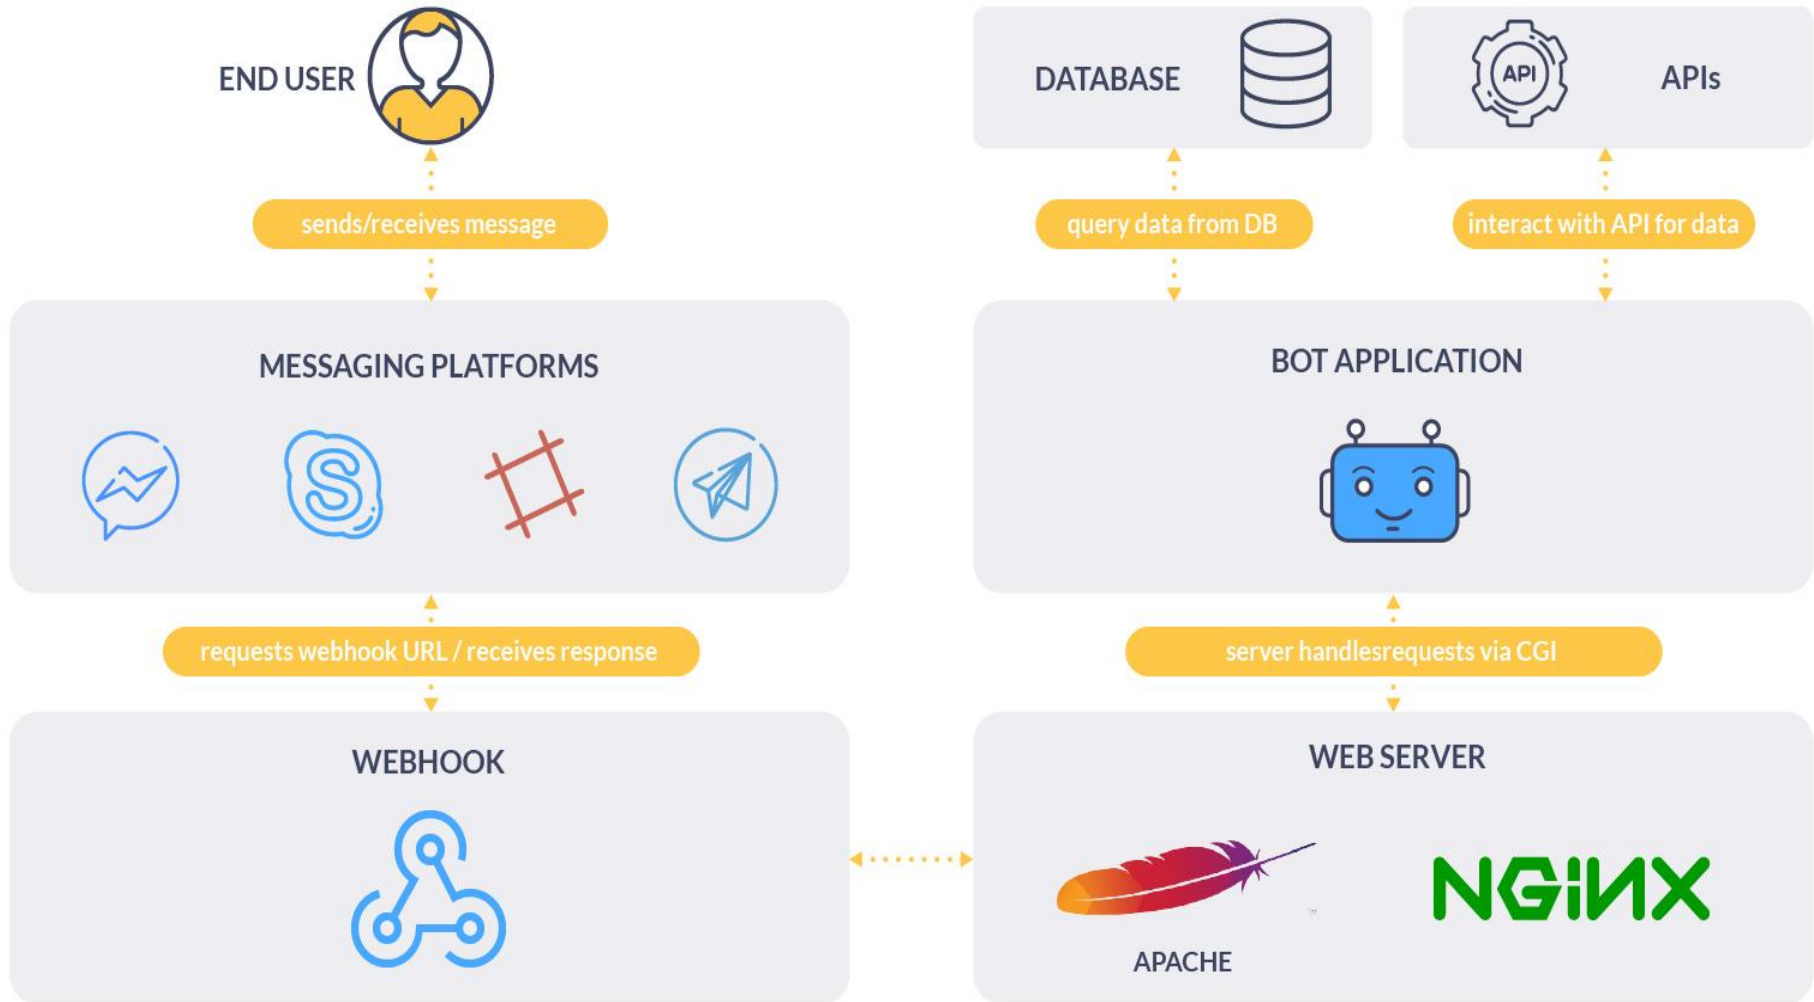 END USER
DATABASE
API
APIs
sends/receives message
query data from DB
interact with API for data
MESSAGING PLATFORMS
BOT APPLICATION
S
requests webhook URL / receives response
server handlesrequests via CGI
WEBHOOK
WEB SERVER
NGiNX
TM
APACHE